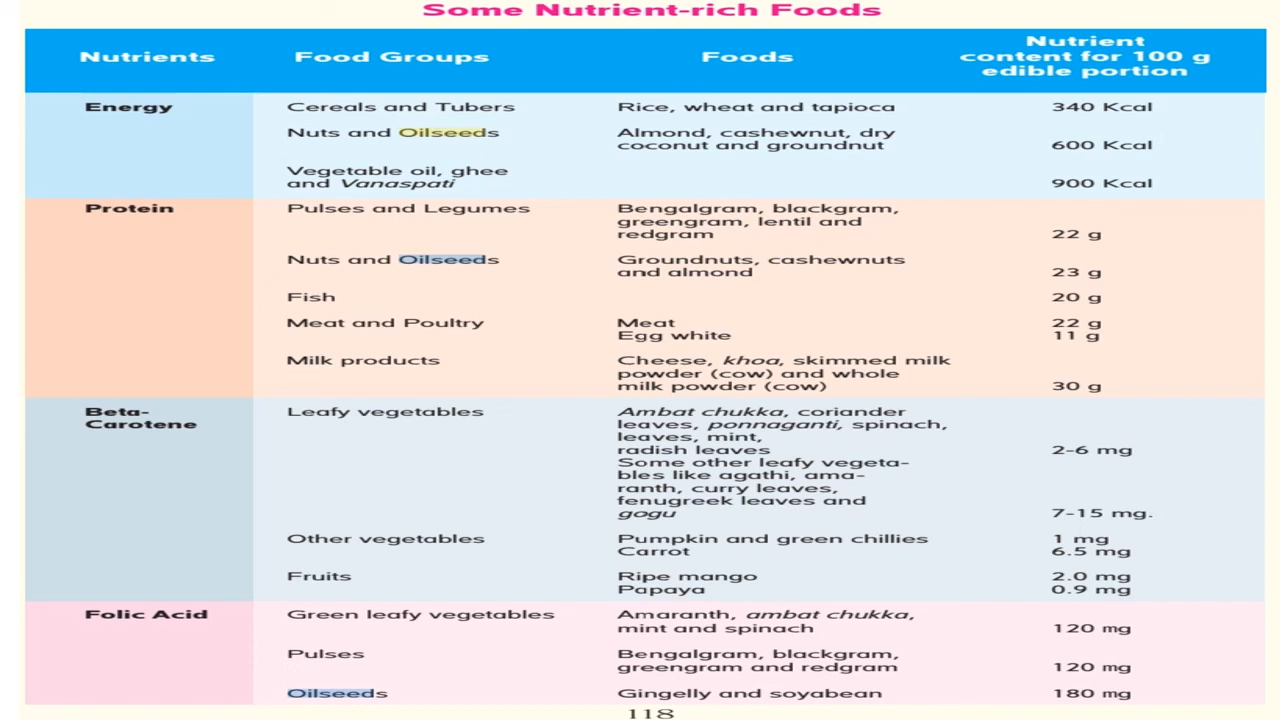 Some Nutrient-rich Foods
Nutrients Food Groups Foods Nutrient content for 100 g edible portion
Energy Cereals and Tubers Rice, wheat and tapioca 340 Kcal
Nuts and Oilseeds Almond, cashewnut, dry
coconut and groundnut 600 Kcal
Vegetable oil, ghee
and Vanaspati 900 Kcal
Protein Pulses and Legumes Bengalgram, blackgram,
greengram, lentil and
redgram 22 g
Nuts and Oilseeds Groundnuts, cashewnuts
and almond 23 g
Fish 20 g
Meat and Poultry Meat 22 g
Egg white 11 g
Milk products Cheese, khoa, skimmed milk
powder (cow) and whole
milk powder (cow) 30 g
Beta- Leafy vegetables Ambat chukka, coriander
Carotene leaves, ponnaganti, spinach,
leaves, mint,
radish leaves 2-6 mg
Some other leafy vegeta-
bles like agathi, ama-
ranth, curry leaves,
fenugreek leaves and
gogu 7-15 mg.
Other vegetables Pumpkin and green chillies 1 mg
Carrot 6.5 mg
Fruits Ripe mango 2.0 mg
Papaya 0.9 mg
Folic Acid Green leafy vegetables Amaranth, ambat chukka,
mint and spinach 120 mg
Pulses Bengalgram, blackgram,
greengram and redgram 120 mg
Oilseeds Gingelly and soyabean 180 mg
118